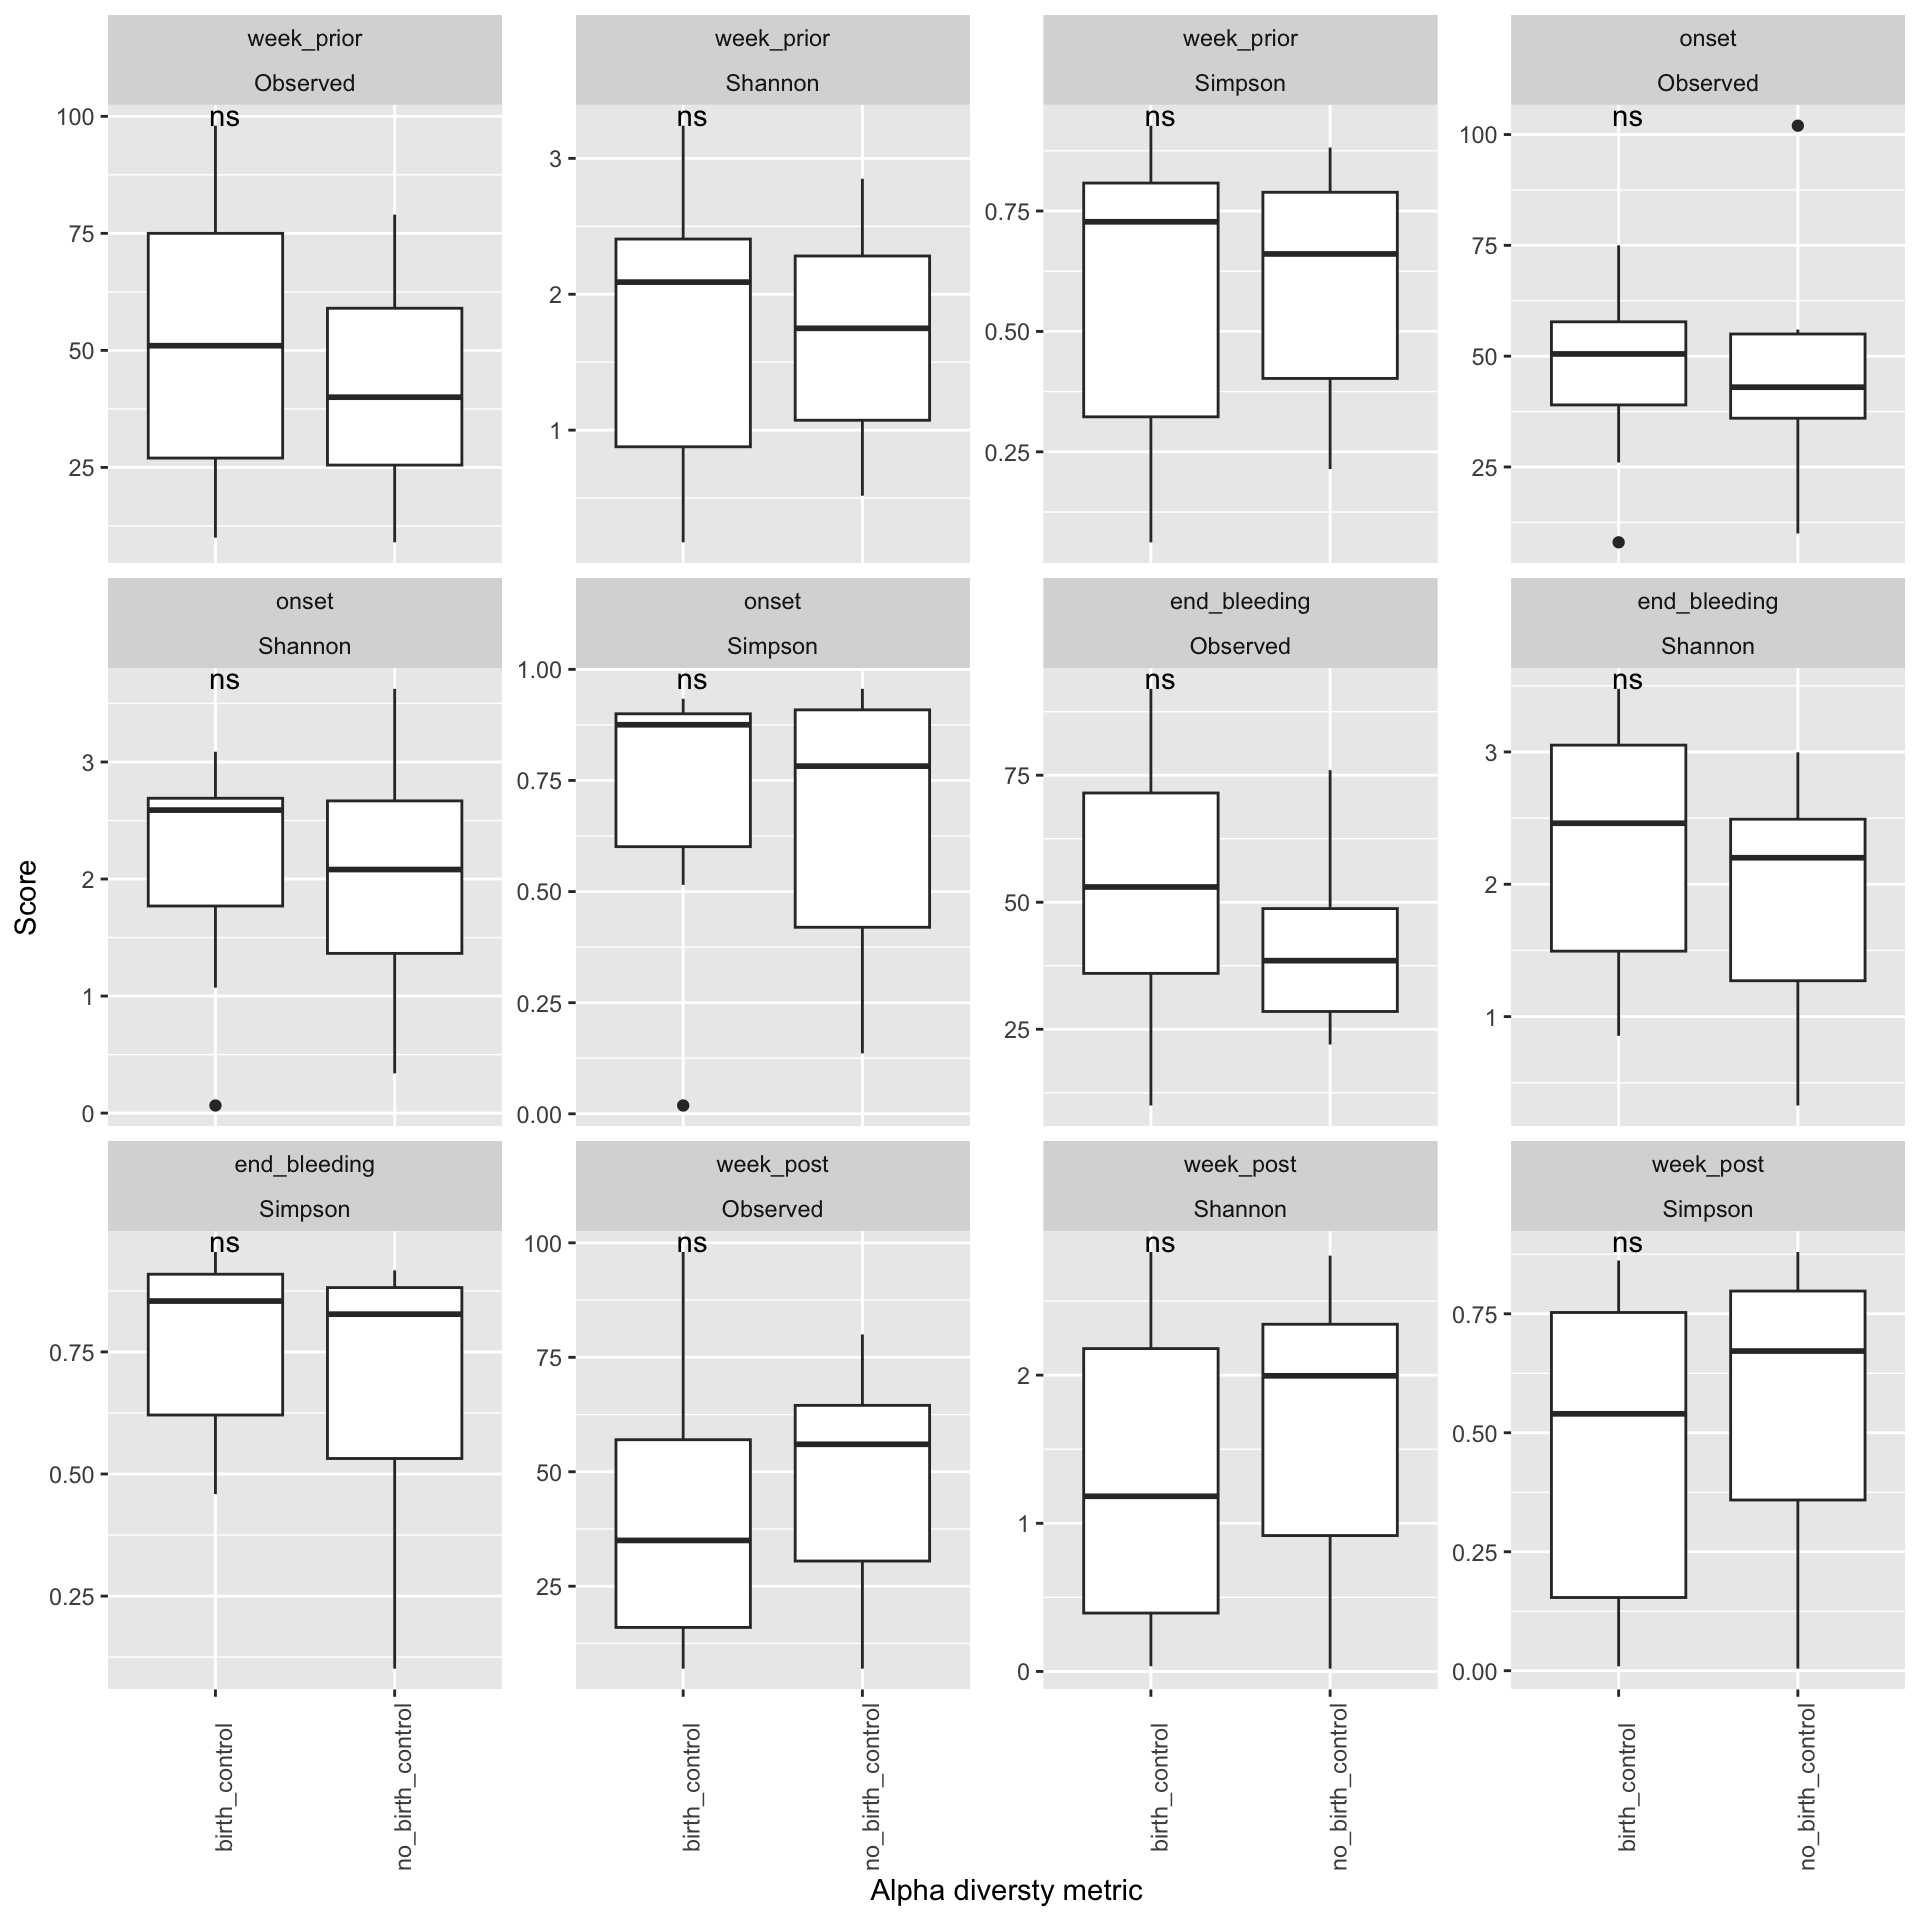 week_prior
Observed
week_prior
Shannon
week_prior
Simpson
onset
Observed
ns
100
75
50
25
ns
3
2
1
ns
0.75
0.50
0.25
ns
100
75
50
25
onset
Shannon
onset
Simpson
end_bleeding
Observed
end_bleeding
Shannon
ns
3
2
1
0
ns
1.00
0.75
0.50
0.25
0.00
ns
75
50
25
ns
3
2
1
Score
end_bleeding
Simpson
week_post
Observed
week_post
Shannon
week_post
Simpson
ns
0.75
0.50
0.25
ns
100
75
50
25
ns
2
1
0
ns
0.75
0.50
0.25
0.00
birth_control
no_birth_control
birth_control
no_birth_control
birth_control
no_birth_control
birth_control
no_birth_control
Alpha diversty metric